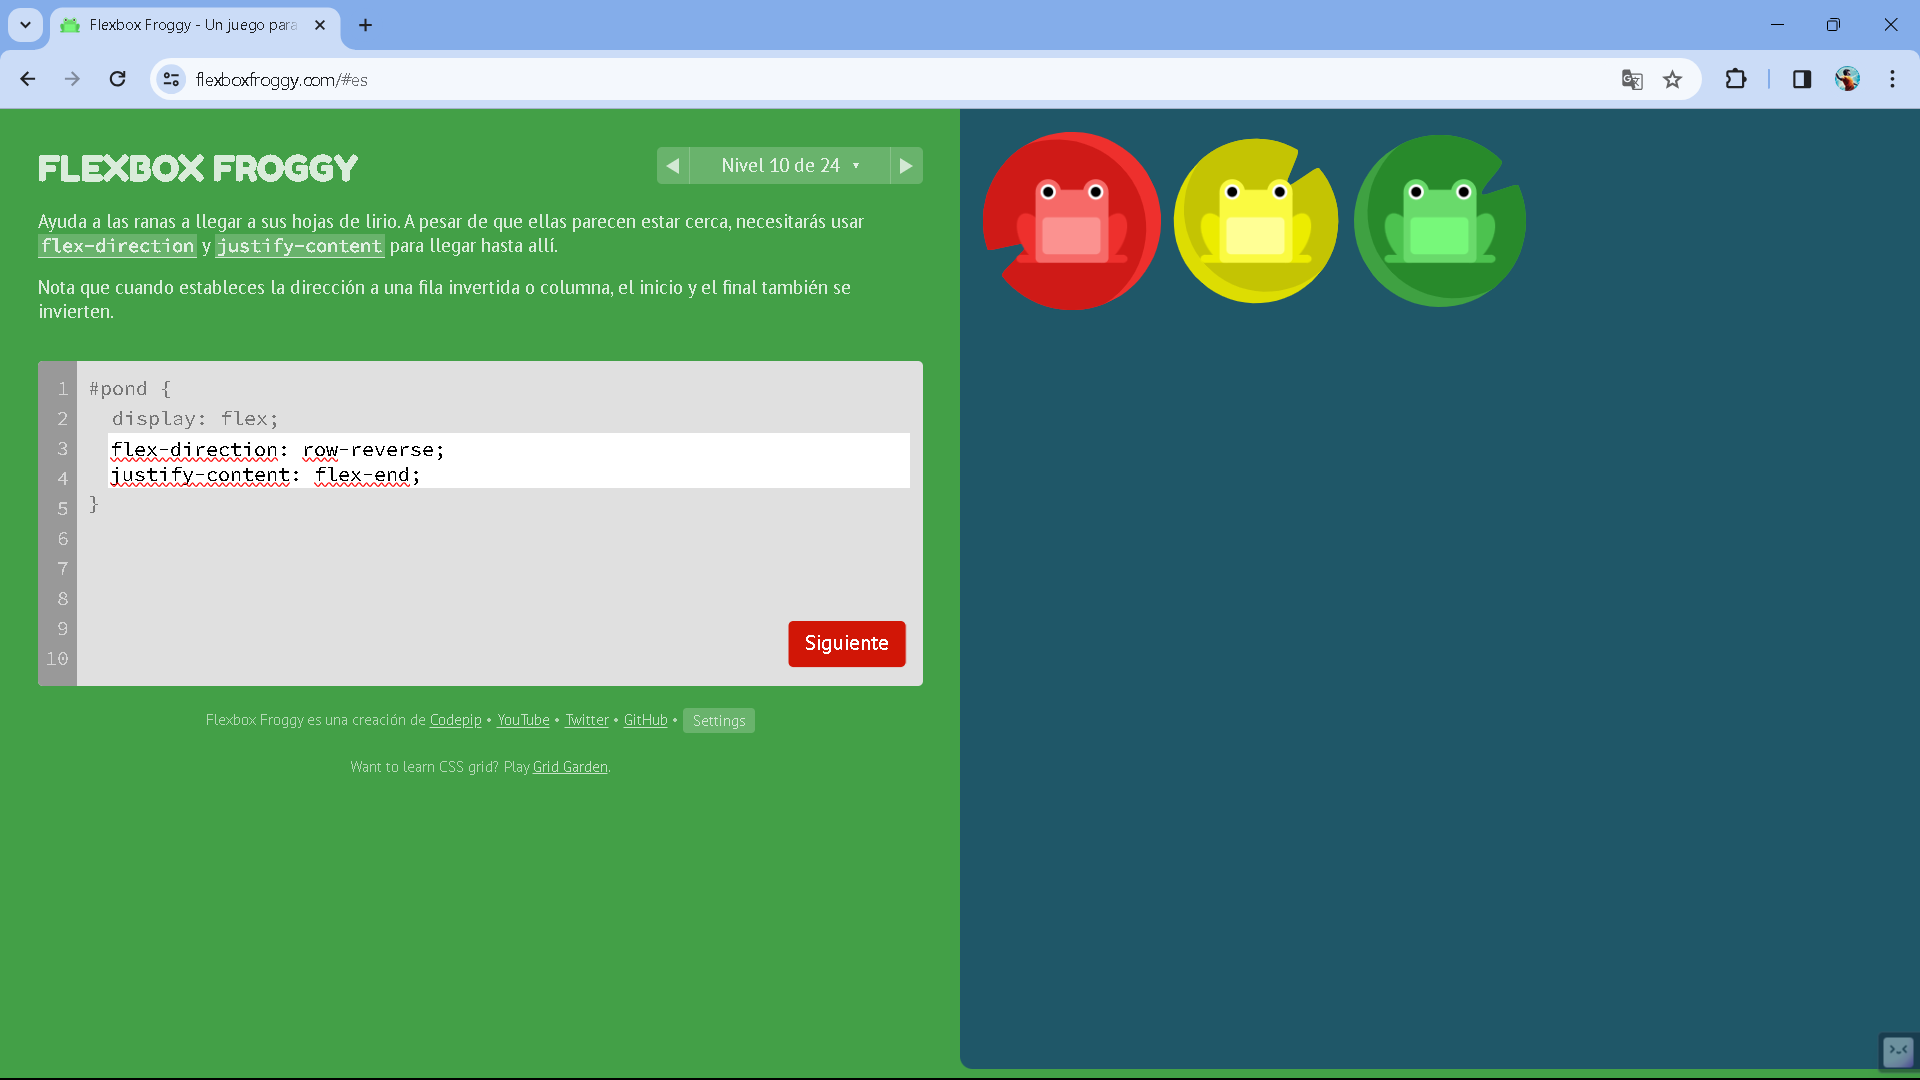 Flexbox Froggy - Un juego para
flexboxfroggy.com/#es
FLEXBOX FROGGY
Nivel 10 de 24 ▾
Ayuda a las ranas a llegar a sus hojas de lirio. A pesar de que ellas parecen estar cerca, necesitarás usar
flex-direction y justify-content para llegar hasta allí.
Nota que cuando estableces la dirección a una fila invertida o columna, el inicio y el final también se
invierten.
1 #pond {
2 display: flex;
3 flex-direction: row-reverse;
4 justify-content: flex-end;
5 }
6
7
8
9
10
Siguiente
Flexbox Froggy es una creación de Codepip • YouTube • Twitter • GitHub • Settings
Want to learn CSS grid? Play Grid Garden.